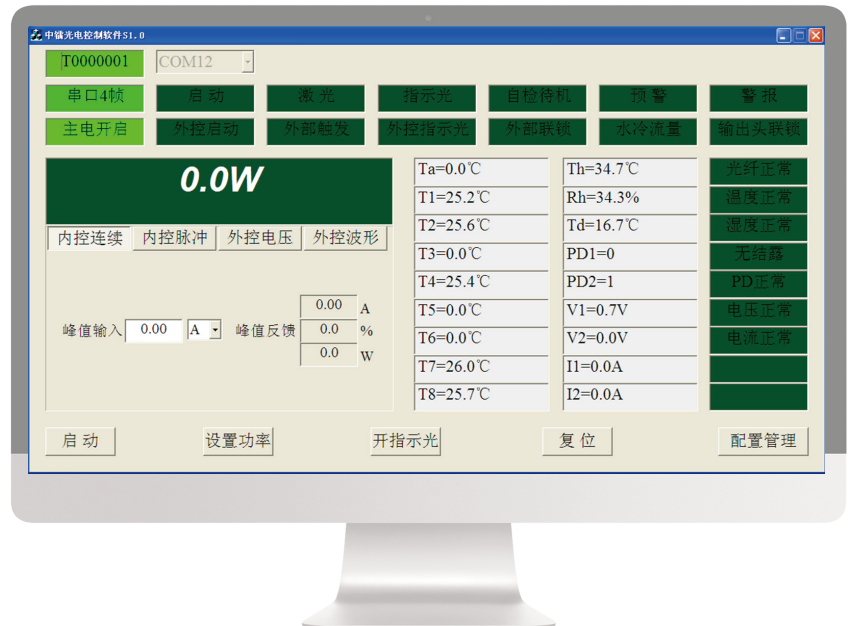 中镭光电控制软件S1.0
T0000001 COM12
串口4帧 启动 激光 指示光 自检待机 预警 警报
主电开启 外控启动 外部触发 外控指示光 外部联锁 水冷流量 输出头联锁
0.0W
内控连续 内控脉冲 外控电压 外控波形
峰值输入 0.00 A 峰值反馈
0.00 A
0.0 %
0.0 W
Ta=0.0℃ Th=34.7℃ 光纤正常
T1=25.2℃ Rh=34.3% 温度正常
T2=25.6℃ Td=16.7℃ 湿度正常
T3=0.0℃ PD1=0 无结露
T4=25.4℃ PD2=1 PD正常
T5=0.0℃ V1=0.7V 电压正常
T6=0.0℃ V2=0.0V 电流正常
T7=26.0℃ I1=0.0A
T8=25.7℃ I2=0.0A
启动 设置功率 开指示光 复位 配置管理